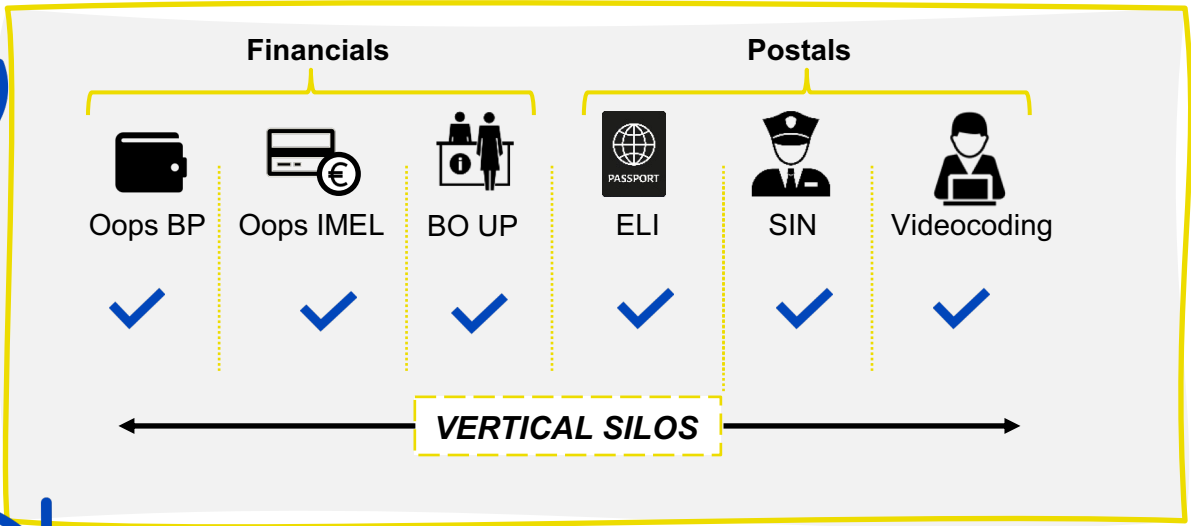 Financials
Postals
PASSPORT
Oops BP
Oops IMEL
BO UP
ELI
SIN
Videocoding
VERTICAL SILOS